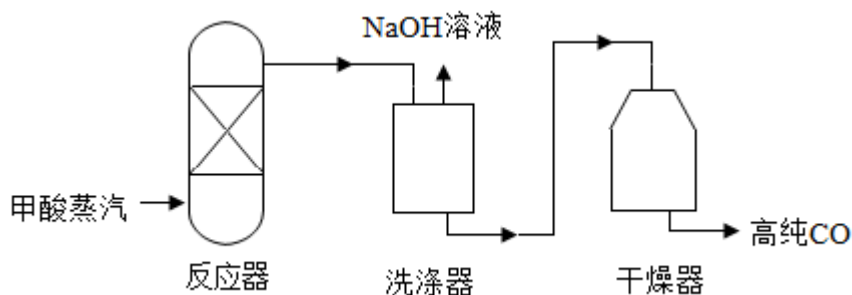 NaOH溶液
甲酸蒸汽
高纯CO
反应器
洗涤器
干燥器